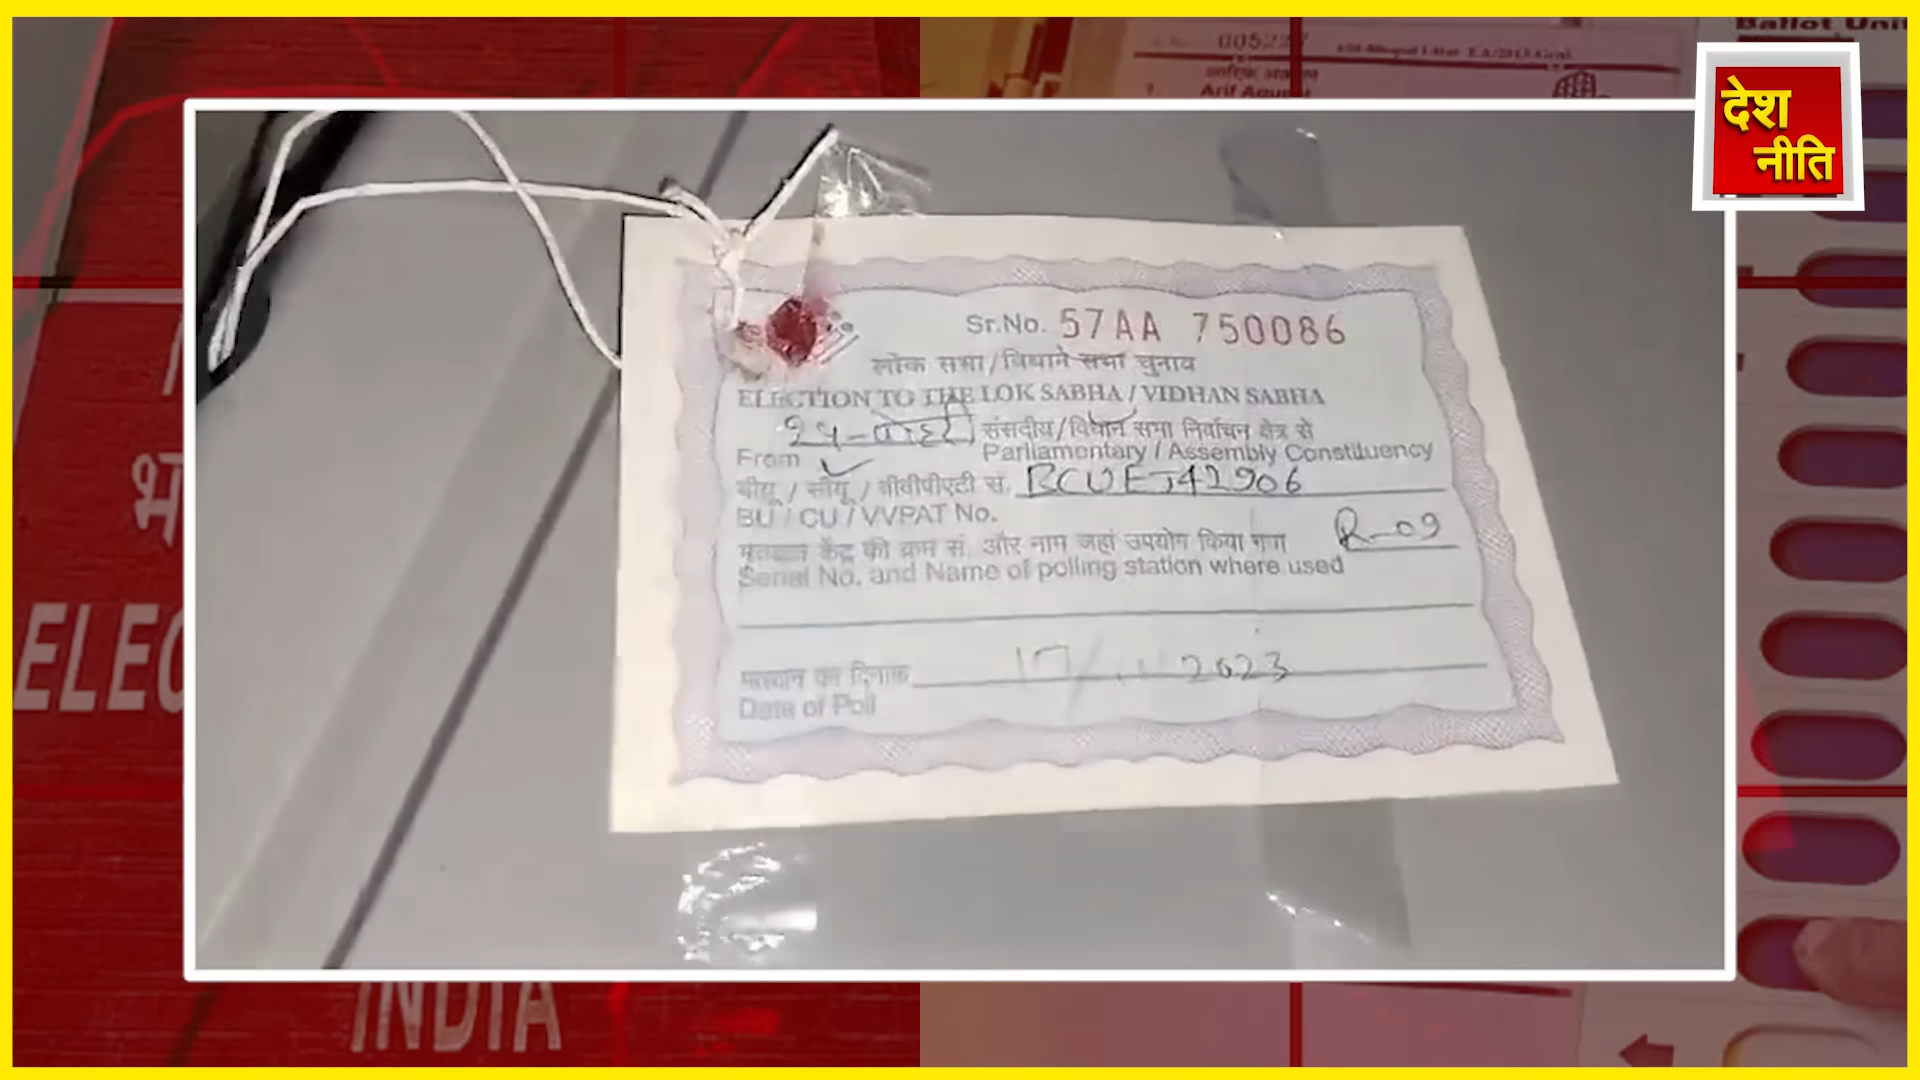 Ballot Unit
005227
Arif Aqueel
देश
नीति
Sr.No. 57AA 750086
लोक सभा/विधान सभा चुनाव
ELECTION TO THE LOK SABHA / VIDHAN SABHA
संसदीय/विधान सभा निर्वाचन क्षेत्र से
From Parliamentary / Assembly Constituency
बीयू / सीयू / वीवीपीएटी सं. BCUEJ42906
BU / CU / VVPAT No.
मतदान केंद्र की क्रम सं. और नाम जहां उपयोग किया गया R-09
Serial No. and Name of polling station where used
मतदान का दिनांक 17/11/2023
Date of Poll
ELEC
INDIA